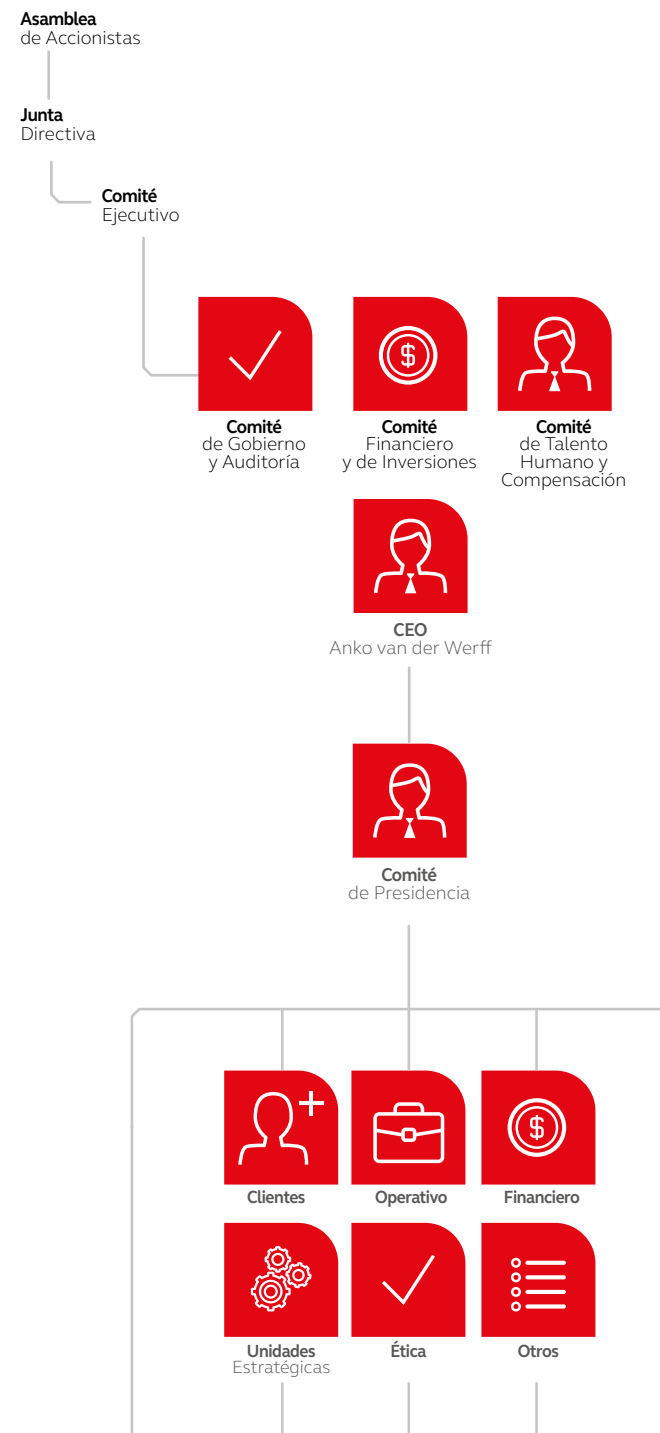 Asamblea
de Accionistas
Junta
Directiva
Comité
Ejecutivo
Comité
de Gobierno
y Auditoría
$
Comité
Financiero
y de Inversiones
Comité
de Talento
Humano y
Compensación
CEO
Anko van der Werff
Comité
de Presidencia
Clientes
Operativo
$
Financiero
Unidades
Estratégicas
Ética
Otros